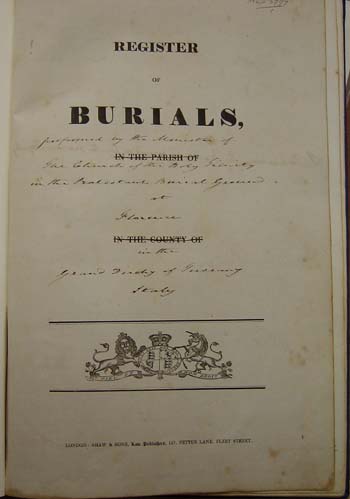 REGISTER
OF
BURIALS,
performed by the Minister of
IN THE PARISH OF
The Church of the Holy Trinity
in the Protestant Burial Ground
at
Florence
IN THE COUNTY OF
in the
Grand Duchy of Tuscany
Italy
LONDON: SHAW & SONS, Law Publishers, 137, FETTER LANE, FLEET STREET.